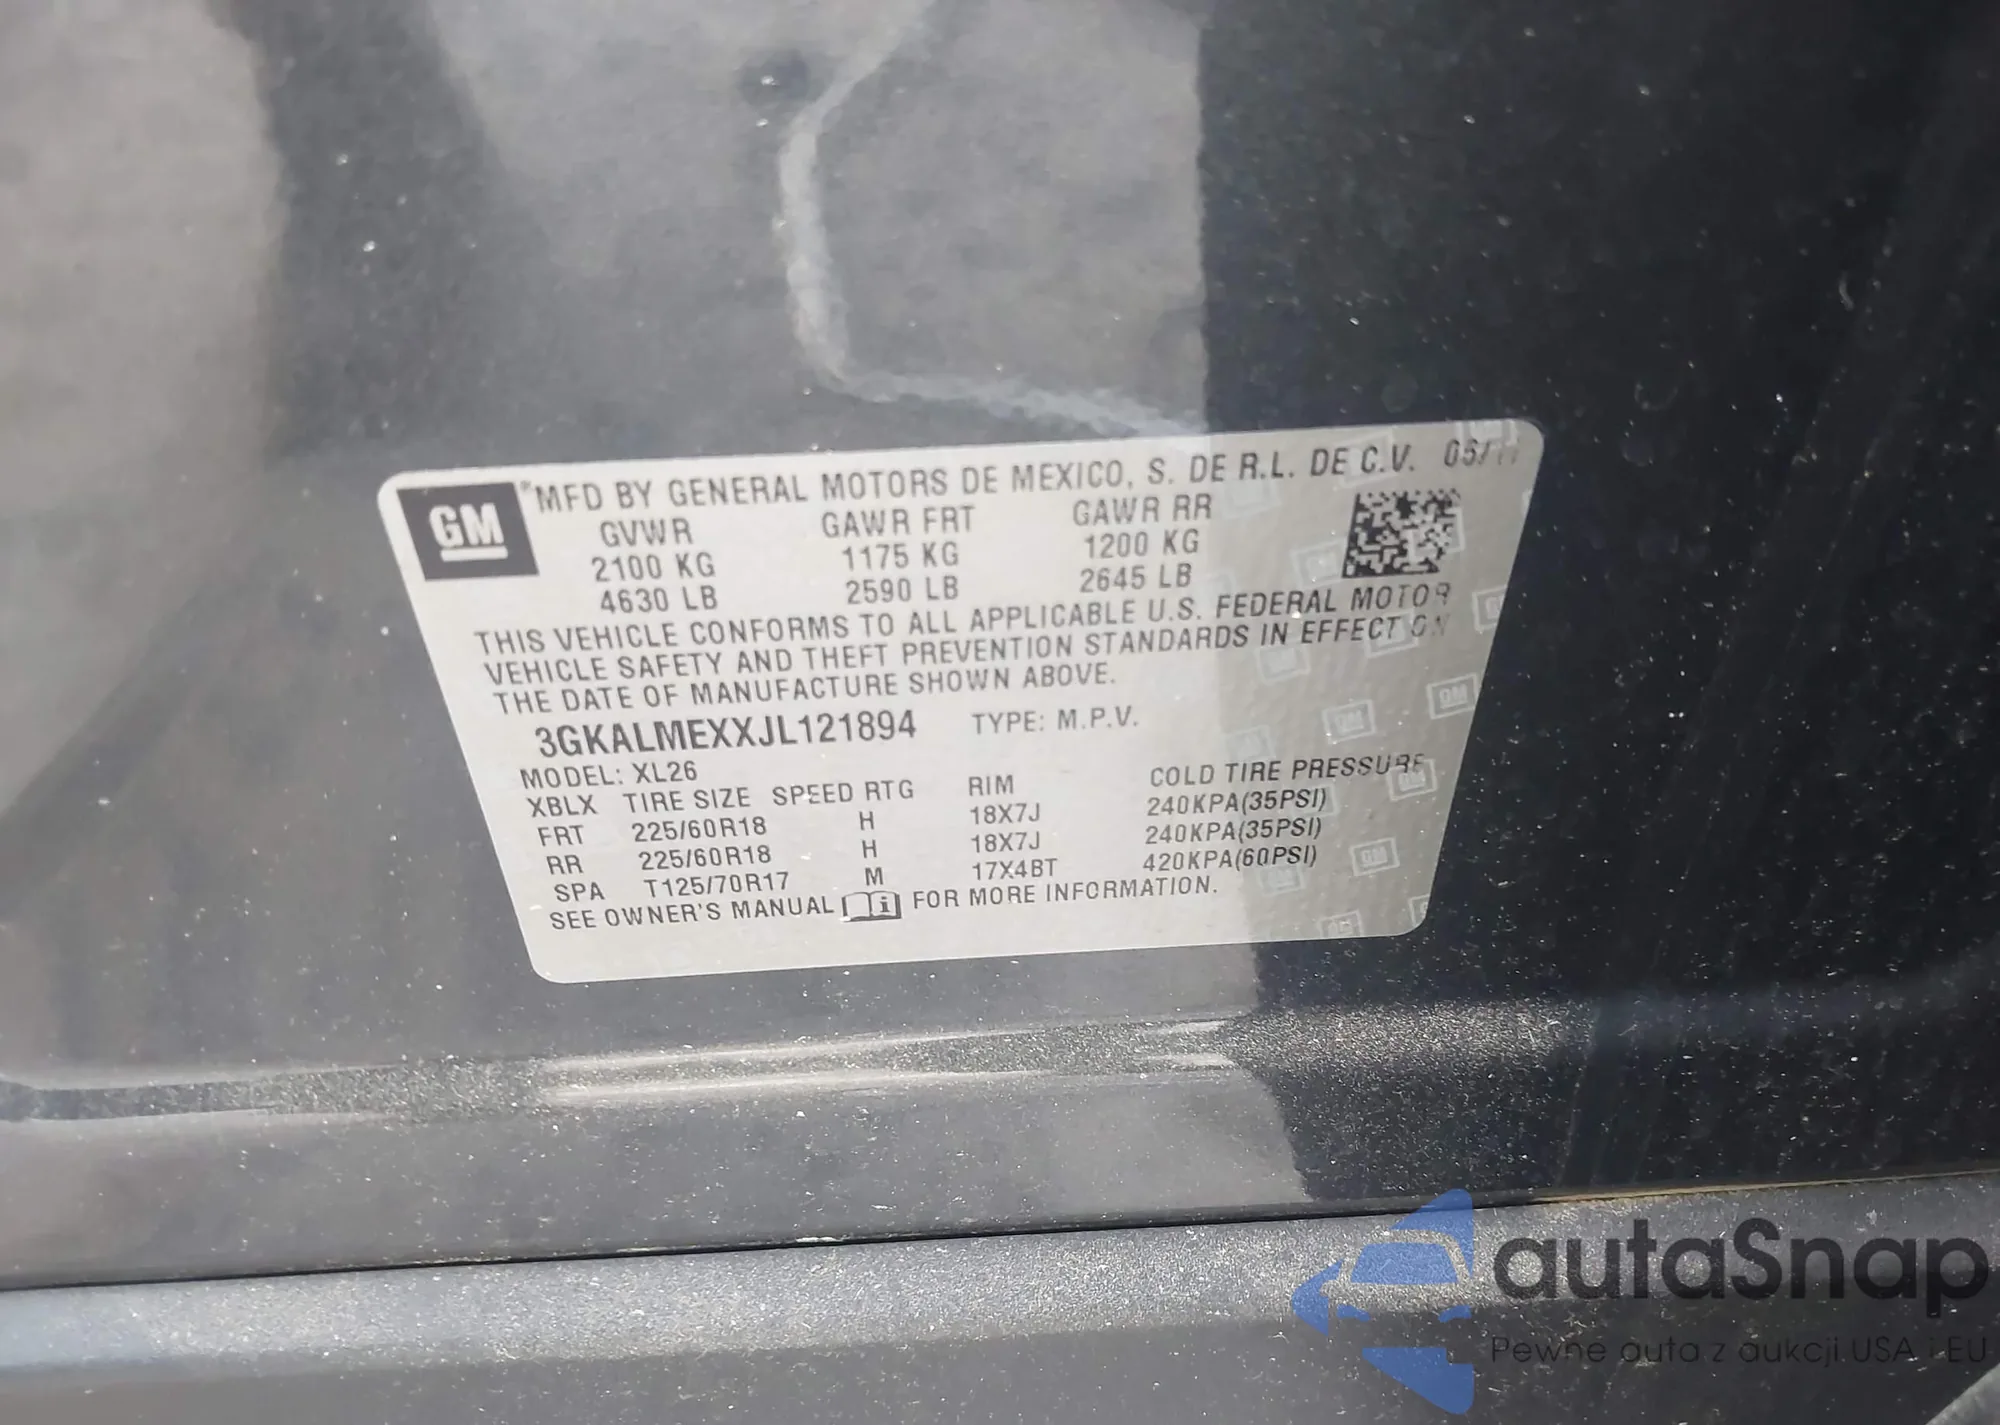 GM
®MFD BY GENERAL MOTORS DE MEXICO, S. DE R.L. DE C.V. 05/
GVWR GAWR FRT GAWR RR
2100 KG 1175 KG 1200 KG
4630 LB 2590 LB 2645 LB
THIS VEHICLE CONFORMS TO ALL APPLICABLE U.S. FEDERAL MOTOR
VEHICLE SAFETY AND THEFT PREVENTION STANDARDS IN EFFECT ON
THE DATE OF MANUFACTURE SHOWN ABOVE.
3GKALMEXXJL121894 TYPE: M.P.V.
MODEL: XL26
XBLX TIRE SIZE SPEED RTG RIM COLD TIRE PRESSURE
FRT 225/60R18 H 18X7J 240KPA(35PSI)
RR 225/60R18 H 18X7J 240KPA(35PSI)
SPA T125/70R17 M 17X4BT 420KPA(60PSI)
SEE OWNER'S MANUAL FOR MORE INFORMATION.
autaSnap
Pewne auta z aukcji USA i EU